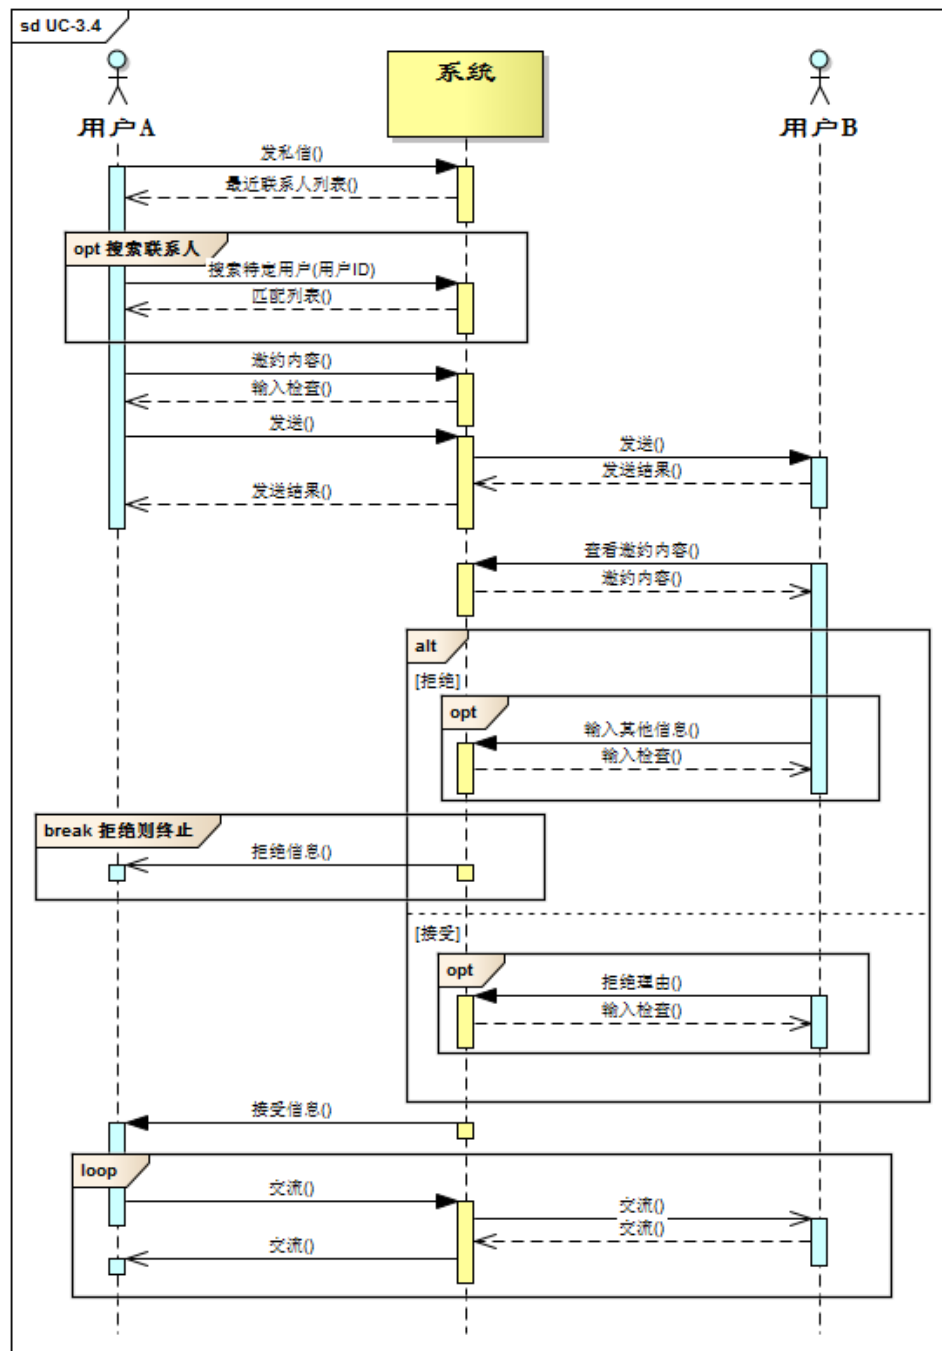 sd UC-3.4
系统
用户A
用户B
发私信()
最近联系人列表()
opt 搜索联系人
搜索特定用户(用户ID)
匹配列表()
邀约内容()
输入检查()
发送()
发送()
发送结果()
发送结果()
查看邀约内容()
邀约内容()
alt
[拒绝]
opt
输入其他信息()
输入检查()
break 拒绝则终止
拒绝信息()
[接受]
opt
拒绝理由()
输入检查()
接受信息()
loop
交流()
交流()
交流()
交流()